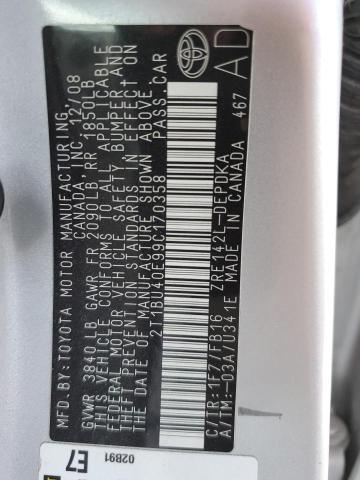 MFD.BY:TOYOTA MOTOR MANUFACTURING,
CANADA, INC. 12/08
GVWR 3840 LB GAWR FR 2090LB RR 1850LB
THIS VEHICLE CONFORMS TO ALL APPLICABLE
FEDERAL MOTOR VEHICLE SAFETY, BUMPER AND
THEFT PREVENTION STANDARDS IN EFFECT ON
THE DATE OF MANUFACTURE SHOWN ABOVE.
2T1BU40E99C170358 PASS.CAR
C/TR:1F7/FB16 ZRE142L-DEPDKA
A/TM:-03A/U341E MADE IN CANADA 467
AD
02B91
E7